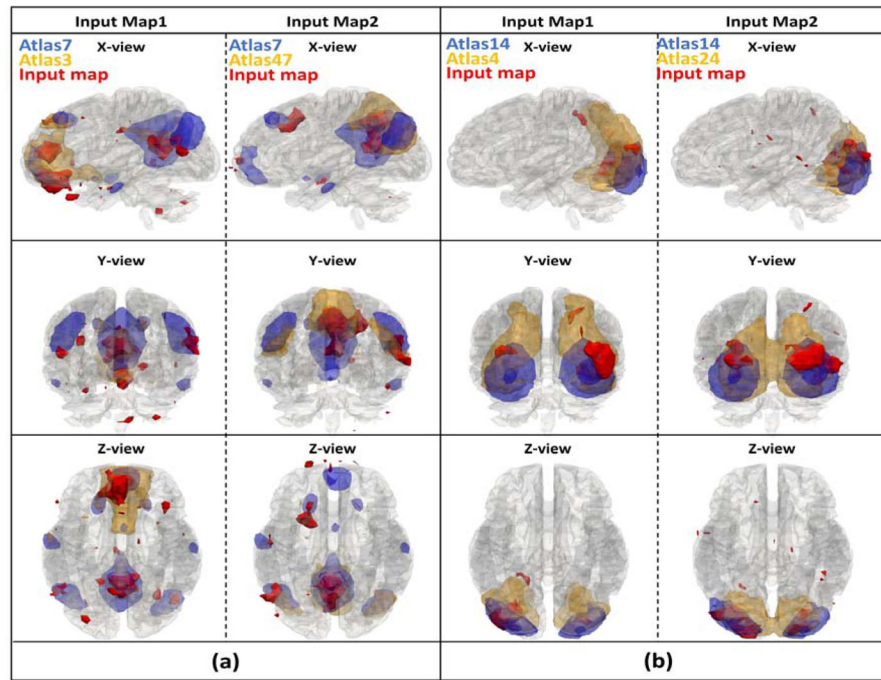 Input Map1
Input Map2
Input Map1
Input Map2
Atlas7
X-view
Atlas3
Input map
Atlas7
X-view
Atlas47
Input map
Atlas14
X-view
Atlas4
Input map
Atlas14
X-view
Atlas24
Input map
Y-view
Y-view
Y-view
Y-view
Z-view
Z-view
Z-view
Z-view
(a)
(b)